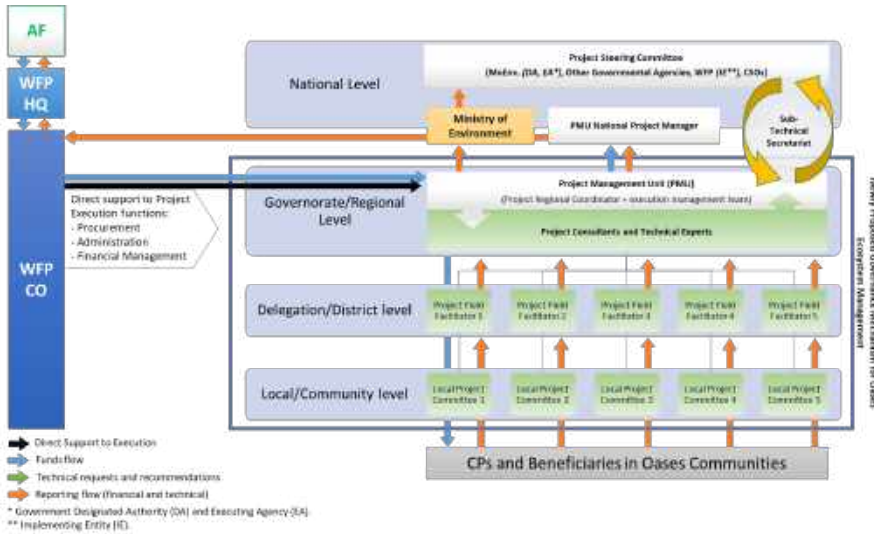 AF
WFP
HQ
WFP
CO
National Level
Project Steering Committee
(MoEnv. (DA, EA*), Other Governmental Agencies, WFP (IE**), CSOs)
Ministry of
Environment
PMU National Project Manager
Sub-
Technical
Secretariat
Direct support to Project
Execution functions:
- Procurement
- Administration
- Financial Management
Governorate/Regional
Level
Project Management Unit (PMU)
(Project Regional Coordinator + execution management team)
Project Consultants and Technical Experts
Delegation/District level
Project Field
Facilitator 1
Project Field
Facilitator 2
Project Field
Facilitator 3
Project Field
Facilitator 4
Project Field
Facilitator 5
Local/Community level
Local Project
Committee 1
Local Project
Committee 2
Local Project
Committee 3
Local Project
Committee 4
Local Project
Committee 5
CPs and Beneficiaries in Oases Communities
Newly Proposed Governance Mechanism for Oases
Ecosystem Management
Direct Support to Execution
Funds flow
Technical requests and recommendations
Reporting flow (financial and technical)
* Government Designated Authority (DA) and Executing Agency (EA).
** Implementing Entity (IE).